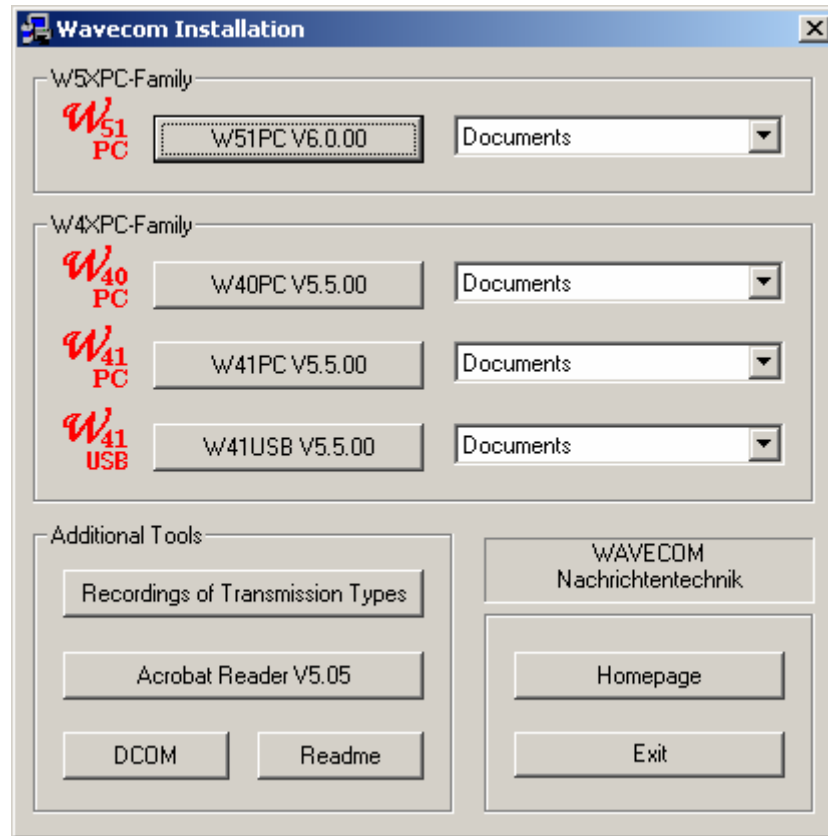 Wavecom Installation
W5XPC-Family
W51
PC
W51PC V6.0.00
Documents
W4XPC-Family
W40
PC
W40PC V5.5.00
Documents
W41
PC
W41PC V5.5.00
Documents
W41
USB
W41USB V5.5.00
Documents
Additional Tools
Recordings of Transmission Types
Acrobat Reader V5.05
DCOM
Readme
WAVECOM
Nachrichtentechnik
Homepage
Exit